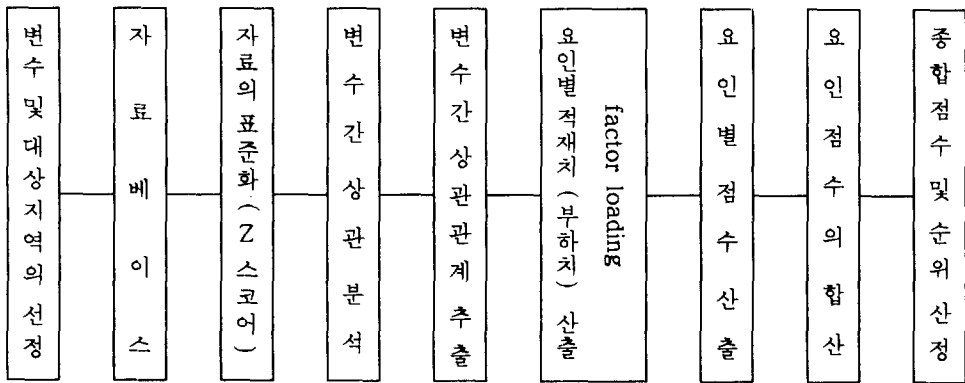 변수 및 대상지역의 선정
자료베이스
자료의 표준화(Z 스코어)
변수간 상관 분석
변수간 상관관계 추출
요인별 적재치(부하치) 산출
factor loading
요인별 점수 산출
요인점수의 합산
종합점수 및 순위 산정